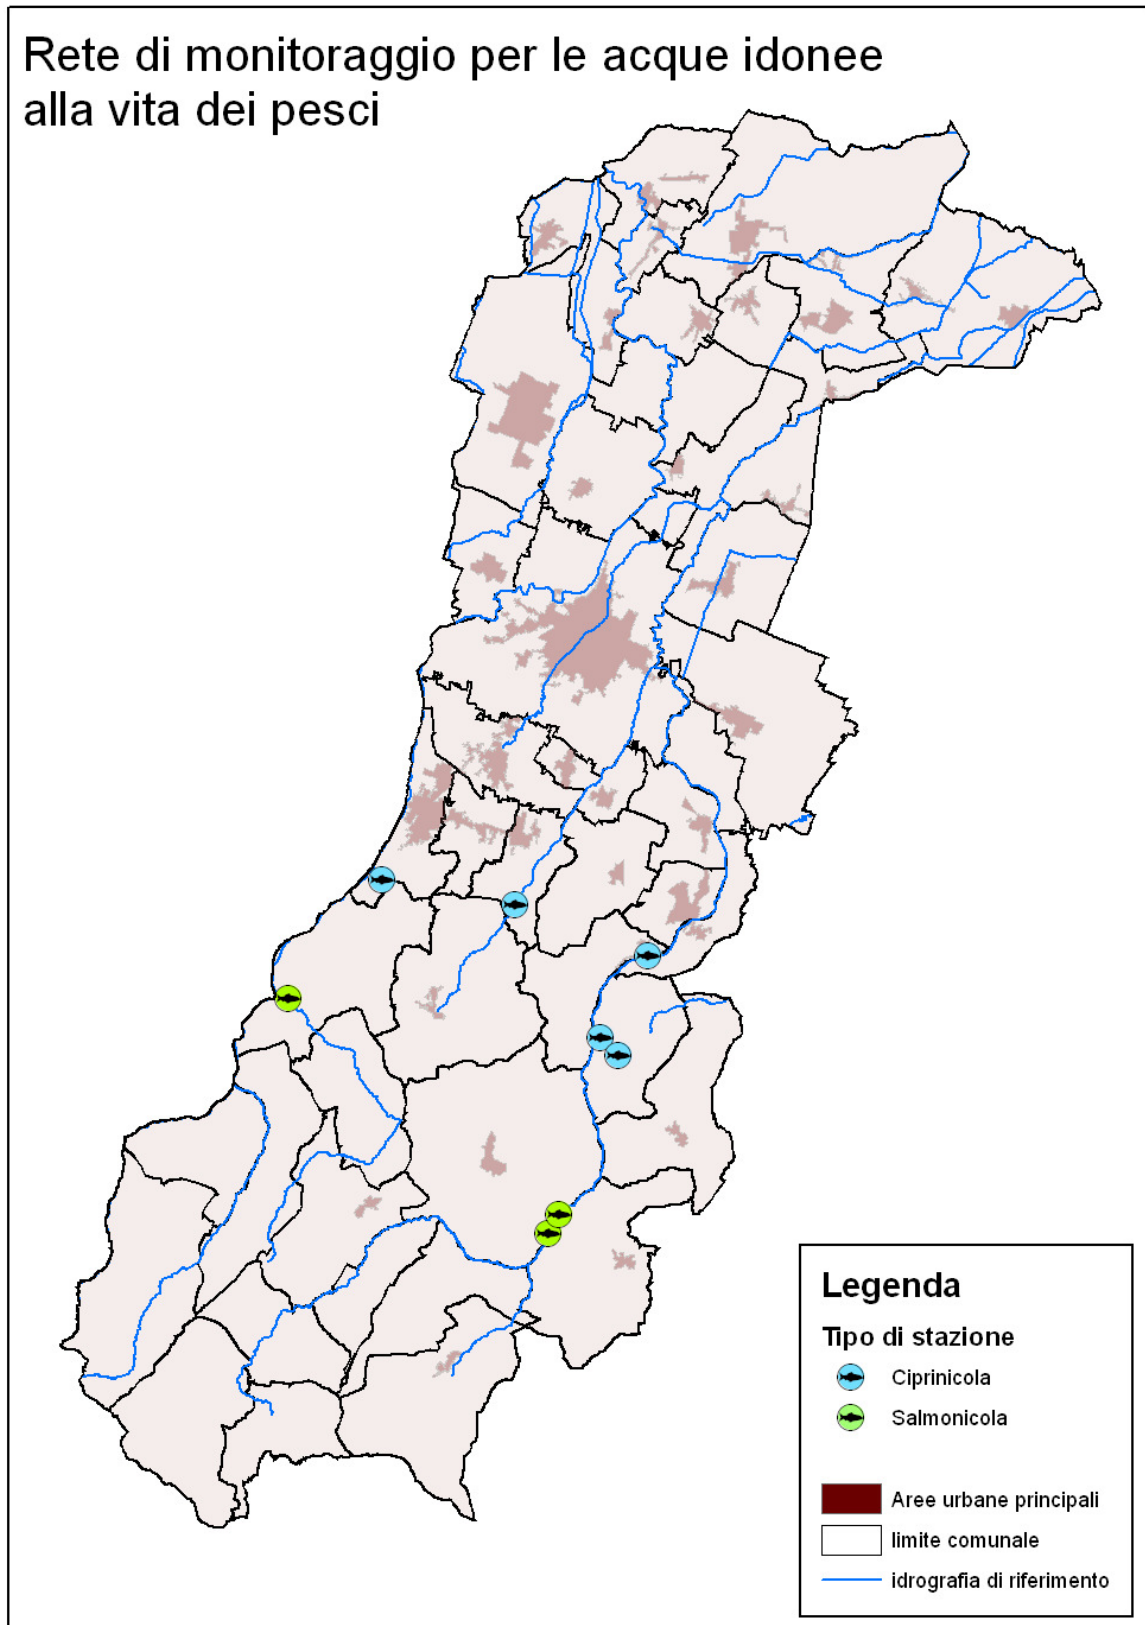 Rete di monitoraggio per le acque idonee
alla vita dei pesci
Legenda
Tipo di stazione
Ciprinicola
Salmonicola
Aree urbane principali
limite comunale
idrografia di riferimento